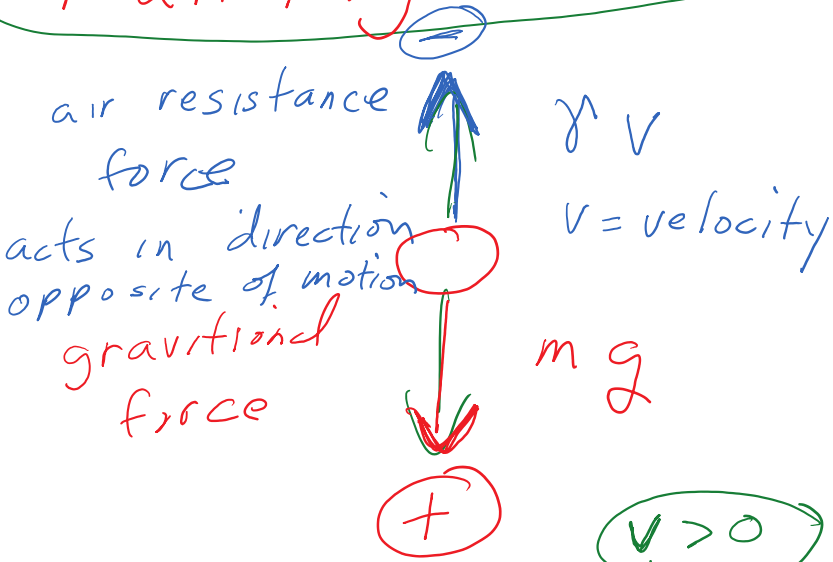 −
air resistance
force
γ v
v = velocity
acts in direction
opposite of motion
gravitional
force
m g
+
v > 0